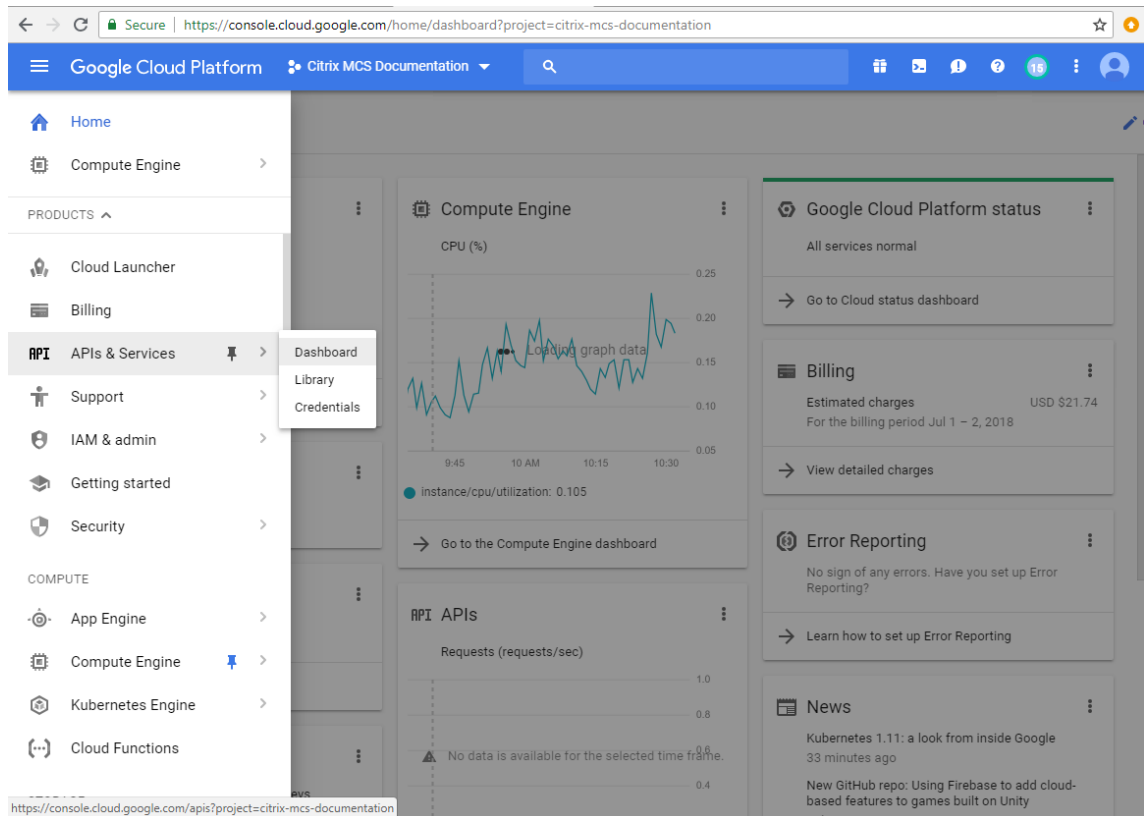 Secure | https://console.cloud.google.com/home/dashboard?project=citrix-mcs-documentation
Google Cloud Platform
Citrix MCS Documentation
15
Home
Compute Engine
PRODUCTS
Cloud Launcher
Billing
API APIs & Services
Support
IAM & admin
Getting started
Security
COMPUTE
App Engine
Compute Engine
Kubernetes Engine
Cloud Functions
https://console.cloud.google.com/apis?project=citrix-mcs-documentation
Dashboard
Library
Credentials
Compute Engine
CPU (%)
0.25
0.20
Loading graph data
0.15
0.10
0.05
9:45 10 AM 10:15 10:30
instance/cpu/utilization: 0.105
Go to the Compute Engine dashboard
API APIs
Requests (requests/sec)
1.0
0.8
No data is available for the selected time frame.
0.6
0.4
Google Cloud Platform status
All services normal
Go to Cloud status dashboard
Billing
Estimated charges USD $21.74
For the billing period Jul 1 – 2, 2018
View detailed charges
Error Reporting
No sign of any errors. Have you set up Error
Reporting?
Learn how to set up Error Reporting
News
Kubernetes 1.11: a look from inside Google
33 minutes ago
New GitHub repo: Using Firebase to add cloud-
based features to games built on Unity